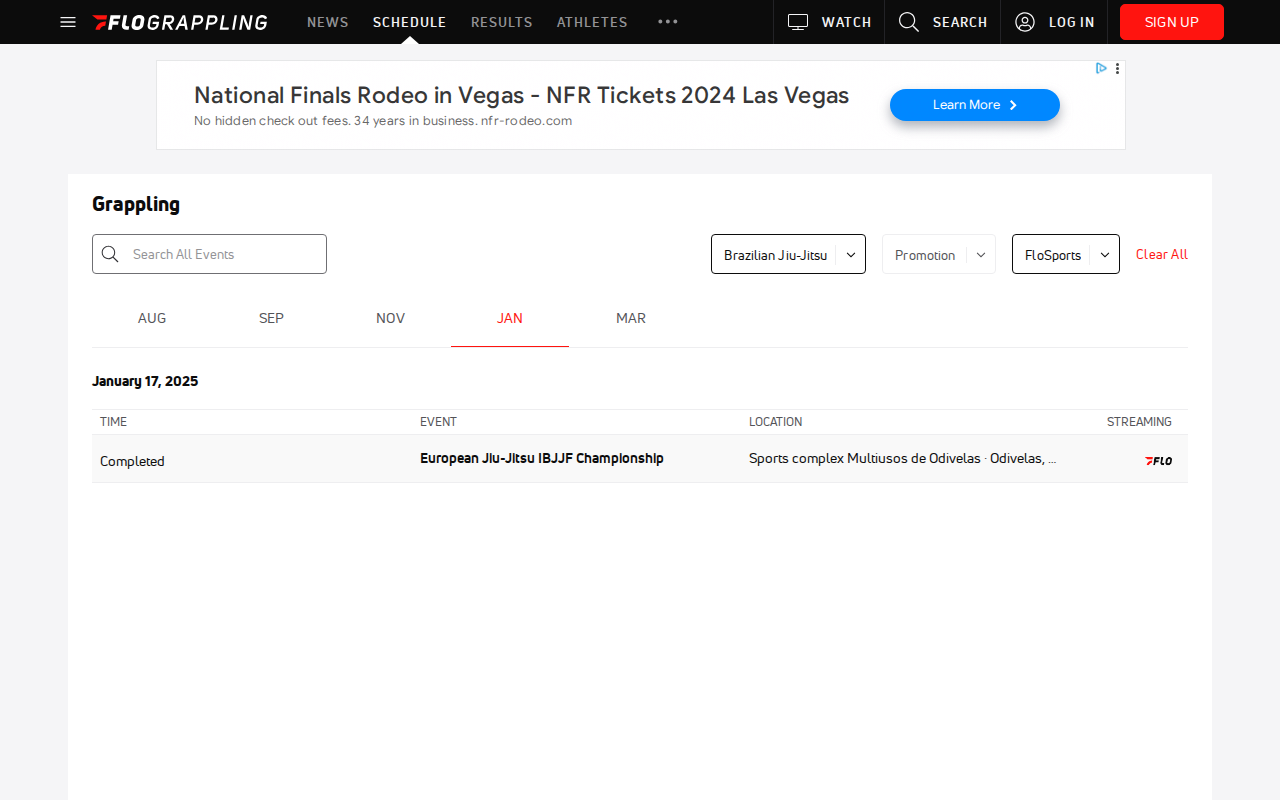 FLOGRAPPLING NEWS SCHEDULE RESULTS ATHLETES WATCH SEARCH LOG IN SIGN UP
National Finals Rodeo in Vegas - NFR Tickets 2024 Las Vegas
No hidden check out fees. 34 years in business. nfr-rodeo.com
Learn More
Grappling
Search All Events Brazilian Jiu-Jitsu Promotion FloSports Clear All
AUG SEP NOV JAN MAR
January 17, 2025
TIME EVENT LOCATION STREAMING
Completed European Jiu-Jitsu IBJJF Championship Sports complex Multiusos de Odivelas · Odivelas, ... FLO